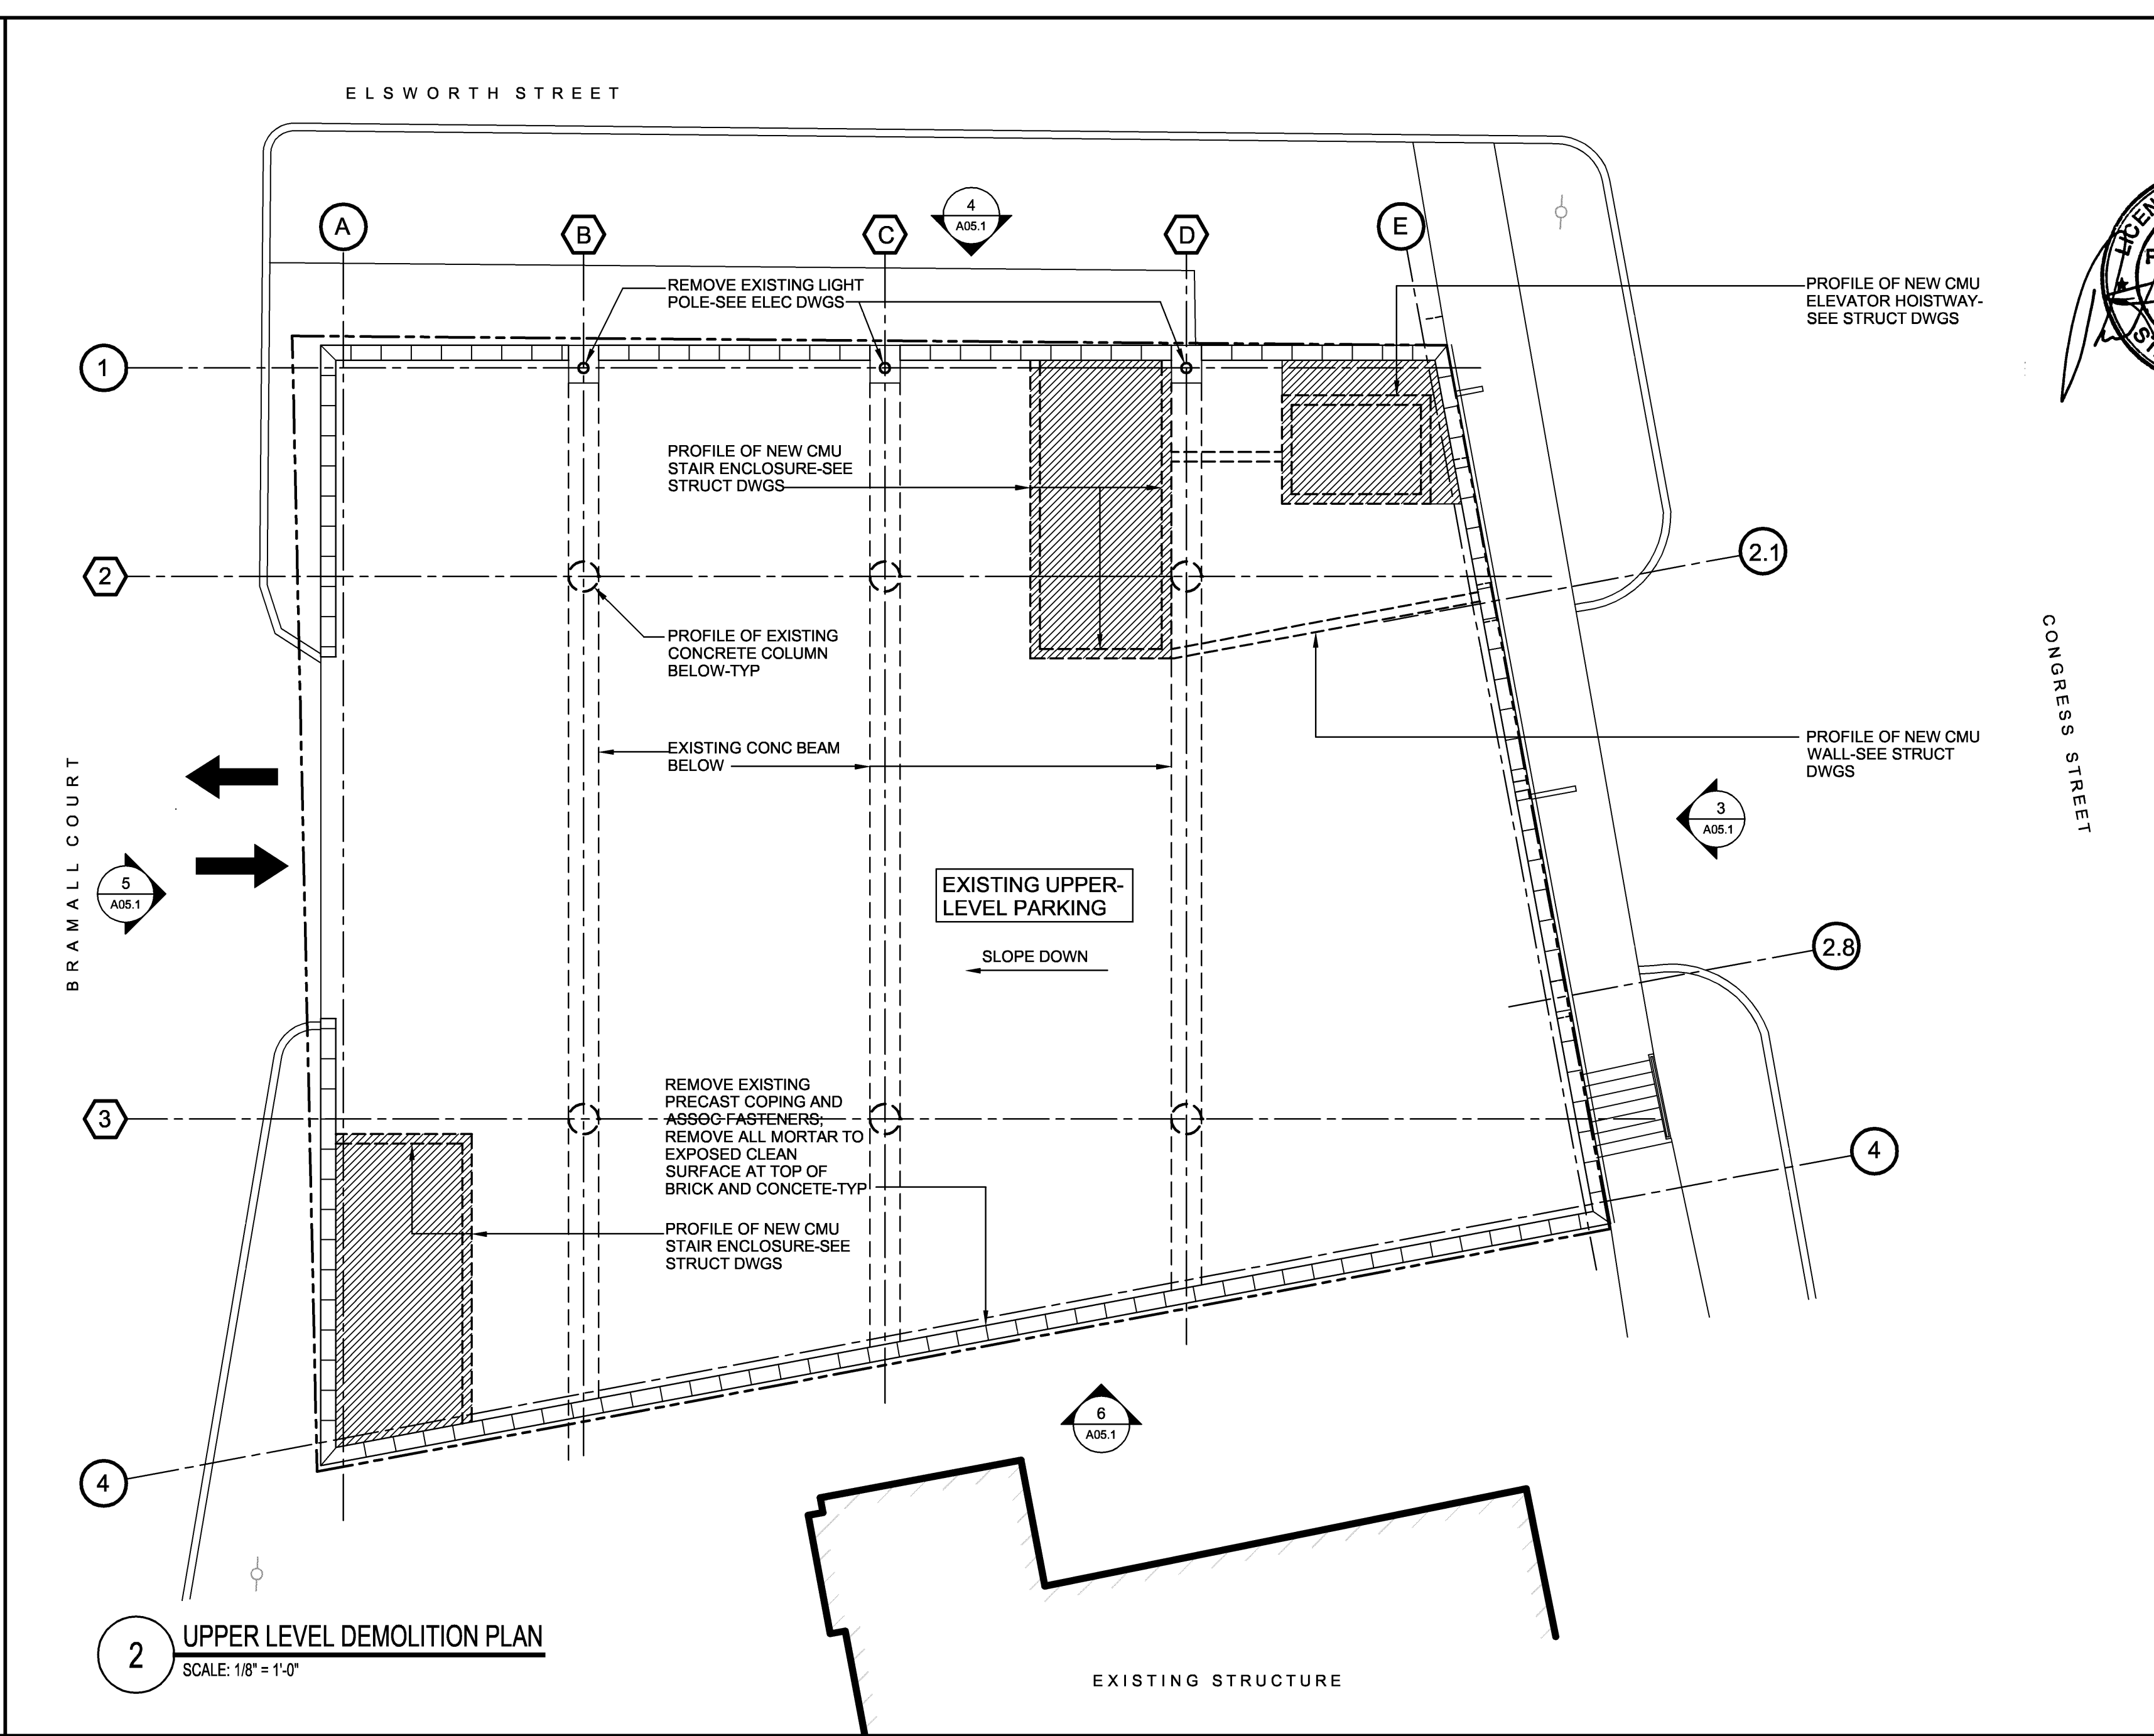 ELSWORTH STREET
A
B
C
4
A05.1
D
E
REMOVE EXISTING LIGHT
POLE-SEE ELEC DWGS
PROFILE OF NEW CMU
ELEVATOR HOISTWAY-
SEE STRUCT DWGS
1
PROFILE OF NEW CMU
STAIR ENCLOSURE-SEE
STRUCT DWGS
2
2.1
PROFILE OF EXISTING
CONCRETE COLUMN
BELOW-TYP
CONGRESS STREET
EXISTING CONC BEAM
BELOW
PROFILE OF NEW CMU
WALL-SEE STRUCT
DWGS
BRAMALL COURT
3
A05.1
5
A05.1
EXISTING UPPER-
LEVEL PARKING
SLOPE DOWN
2.8
3
REMOVE EXISTING
PRECAST COPING AND
ASSOC FASTENERS;
REMOVE ALL MORTAR TO
EXPOSED CLEAN
SURFACE AT TOP OF
BRICK AND CONCETE-TYP
4
PROFILE OF NEW CMU
STAIR ENCLOSURE-SEE
STRUCT DWGS
6
A05.1
4
2
UPPER LEVEL DEMOLITION PLAN
SCALE: 1/8" = 1'-0"
EXISTING STRUCTURE